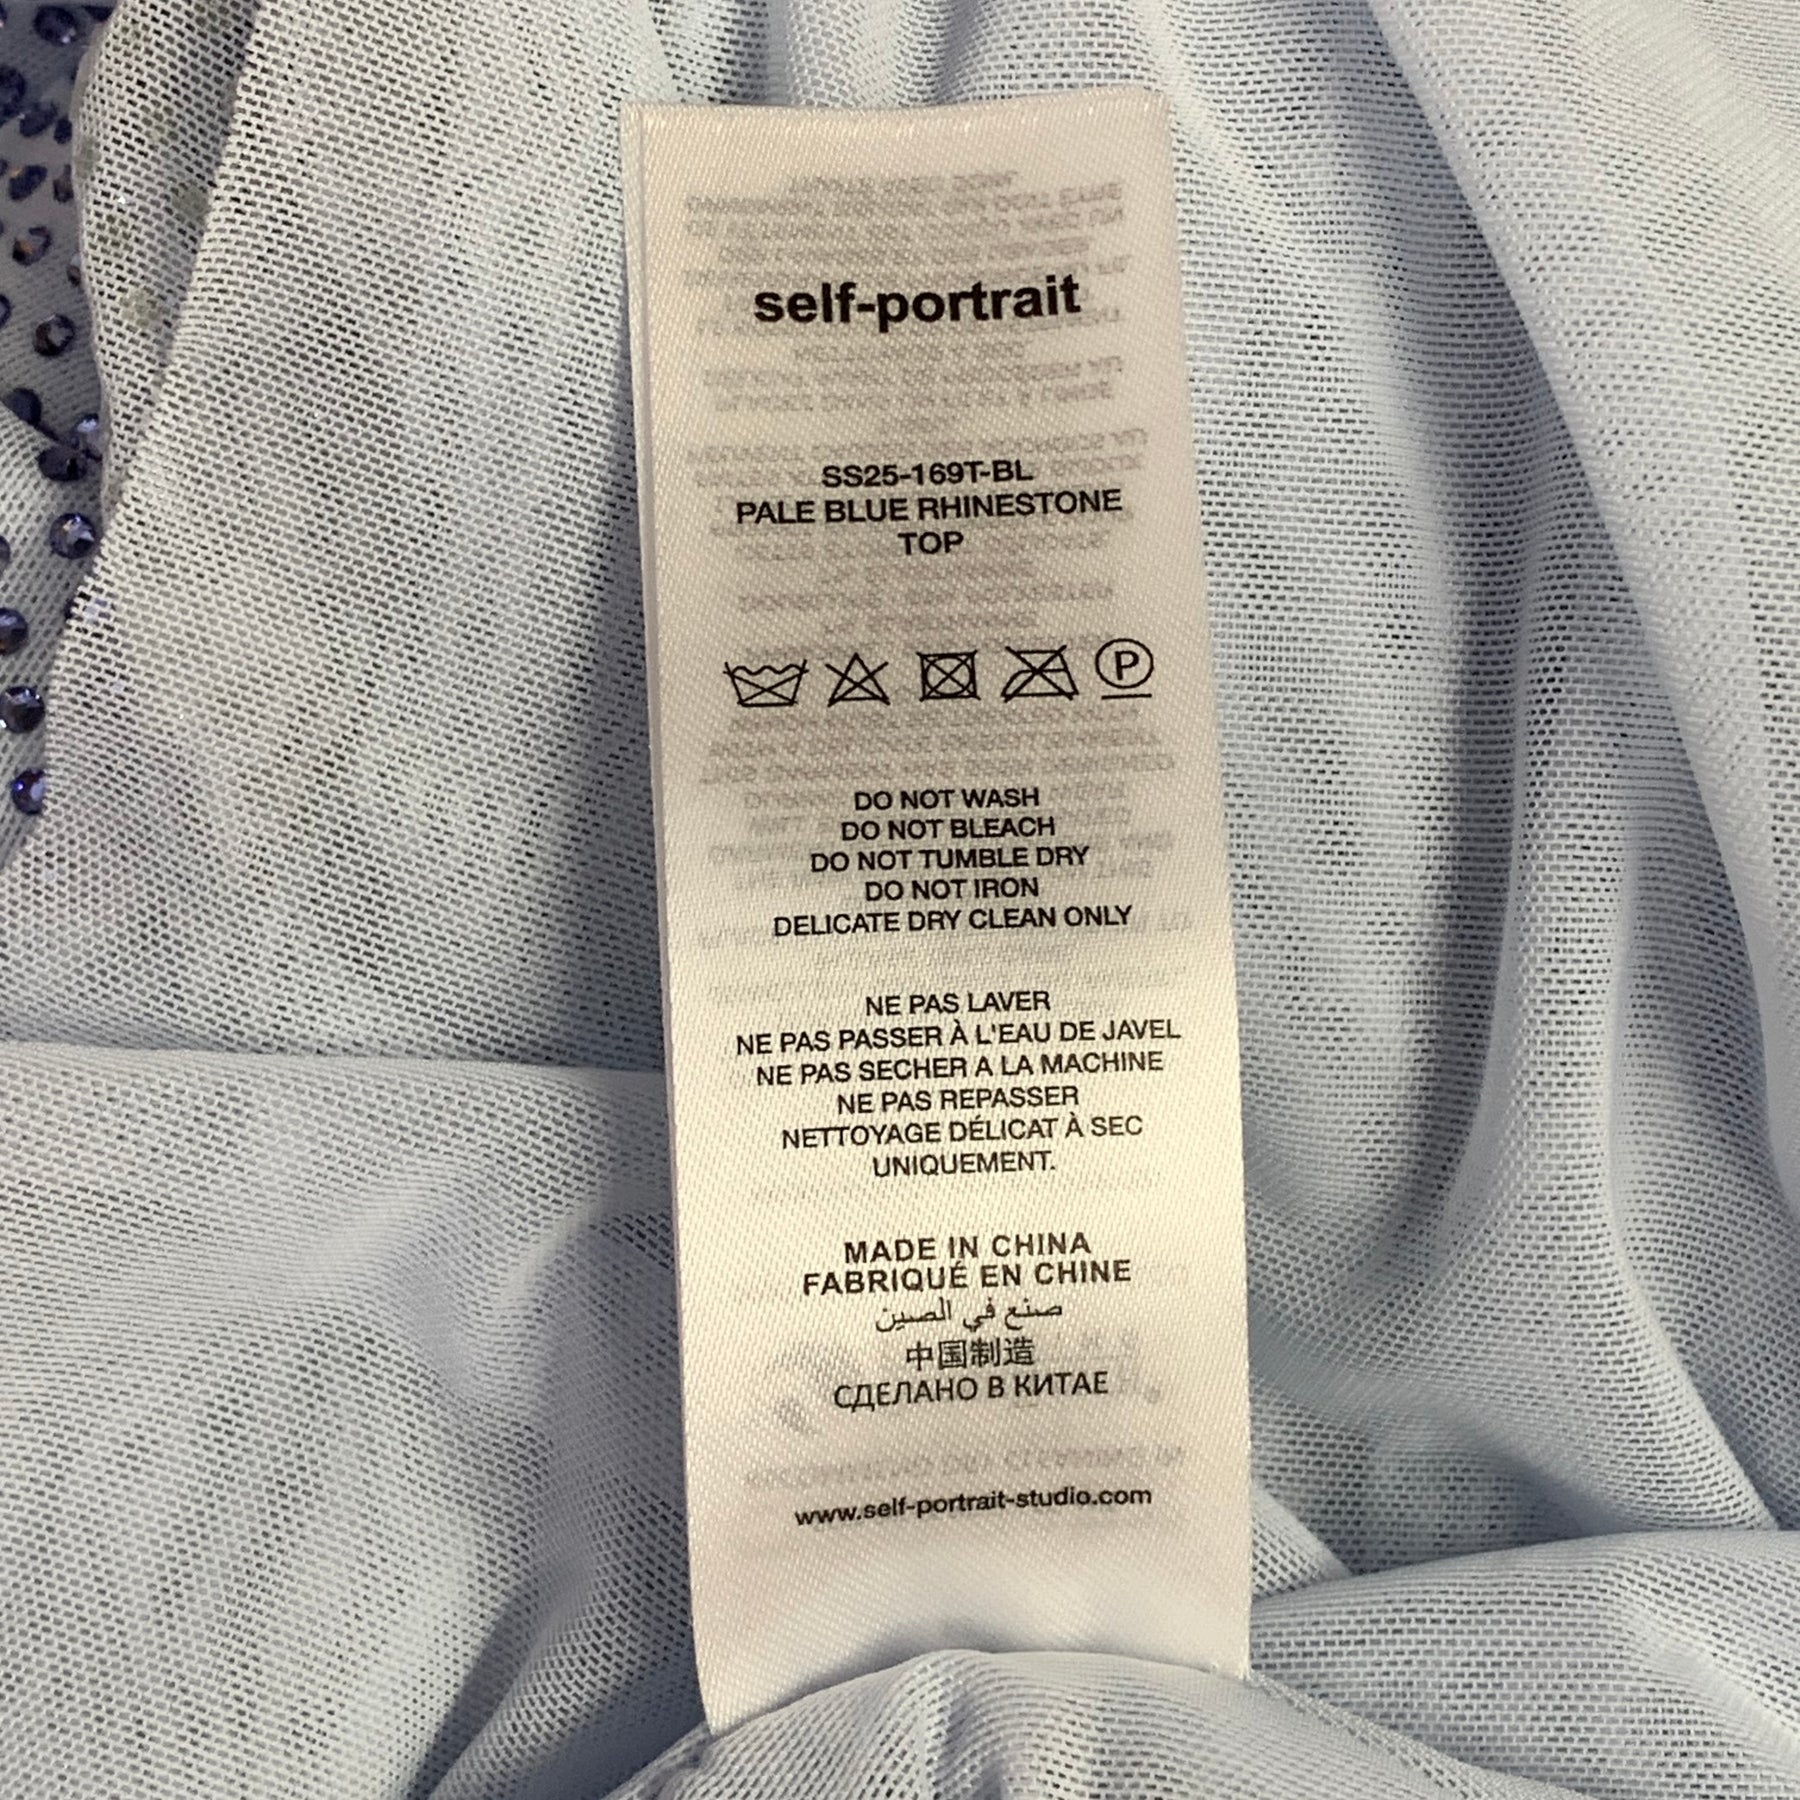 self-portrait
SS25-169T-BL
PALE BLUE RHINESTONE
TOP
P
DO NOT WASH
DO NOT BLEACH
DO NOT TUMBLE DRY
DO NOT IRON
DELICATE DRY CLEAN ONLY
NE PAS LAVER
NE PAS PASSER À L'EAU DE JAVEL
NE PAS SECHER A LA MACHINE
NE PAS REPASSER
NETTOYAGE DÉLICAT À SEC
UNIQUEMENT.
MADE IN CHINA
FABRIQUÉ EN CHINE
صنع في الصين
中国制造
СДЕЛАНО В КИТАЕ
www.self-portrait-studio.com